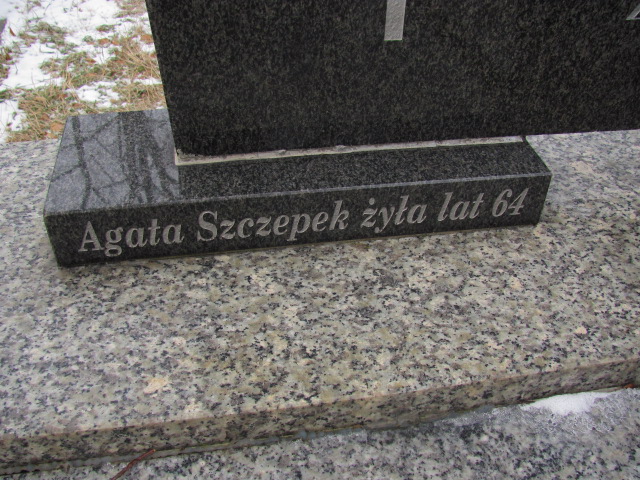 Agata Szczepek żyła lat 64